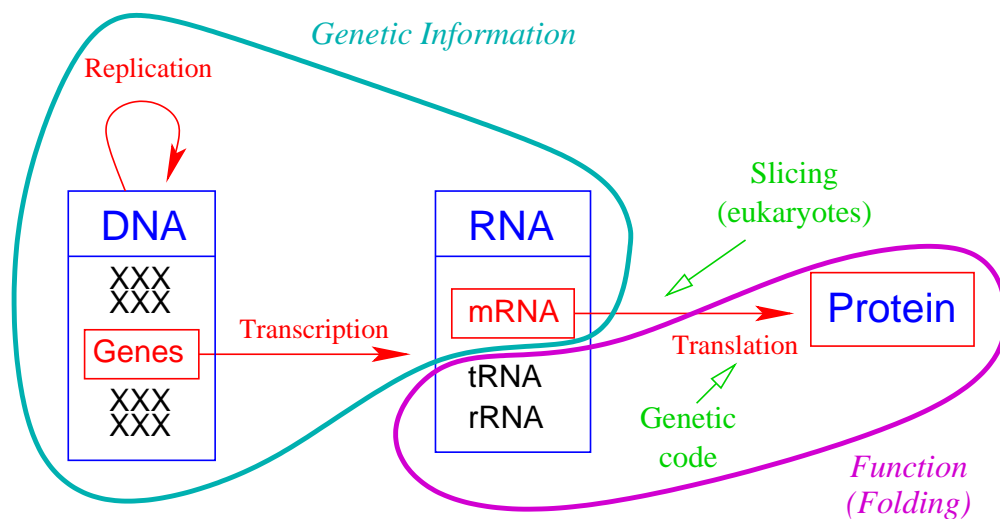 Genetic Information
Replication
Slicing
(eukaryotes)
DNA
XXX
XXX
Genes
XXX
XXX
Transcription
RNA
mRNA
tRNA
rRNA
Translation
Protein
Genetic
code
Function
(Folding)